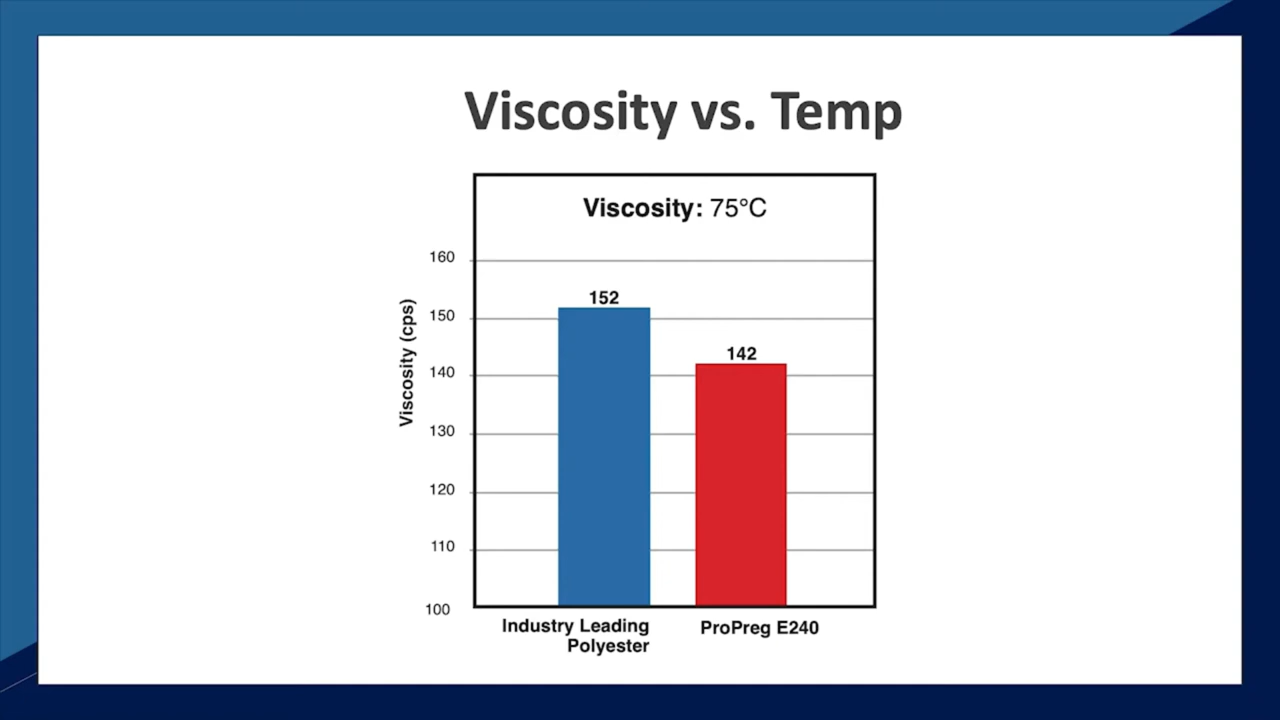 Viscosity vs. Temp
Viscosity: 75°C
160
152
150
142
140
130
120
110
100
Viscosity (cps)
Industry Leading
Polyester
ProPreg E240